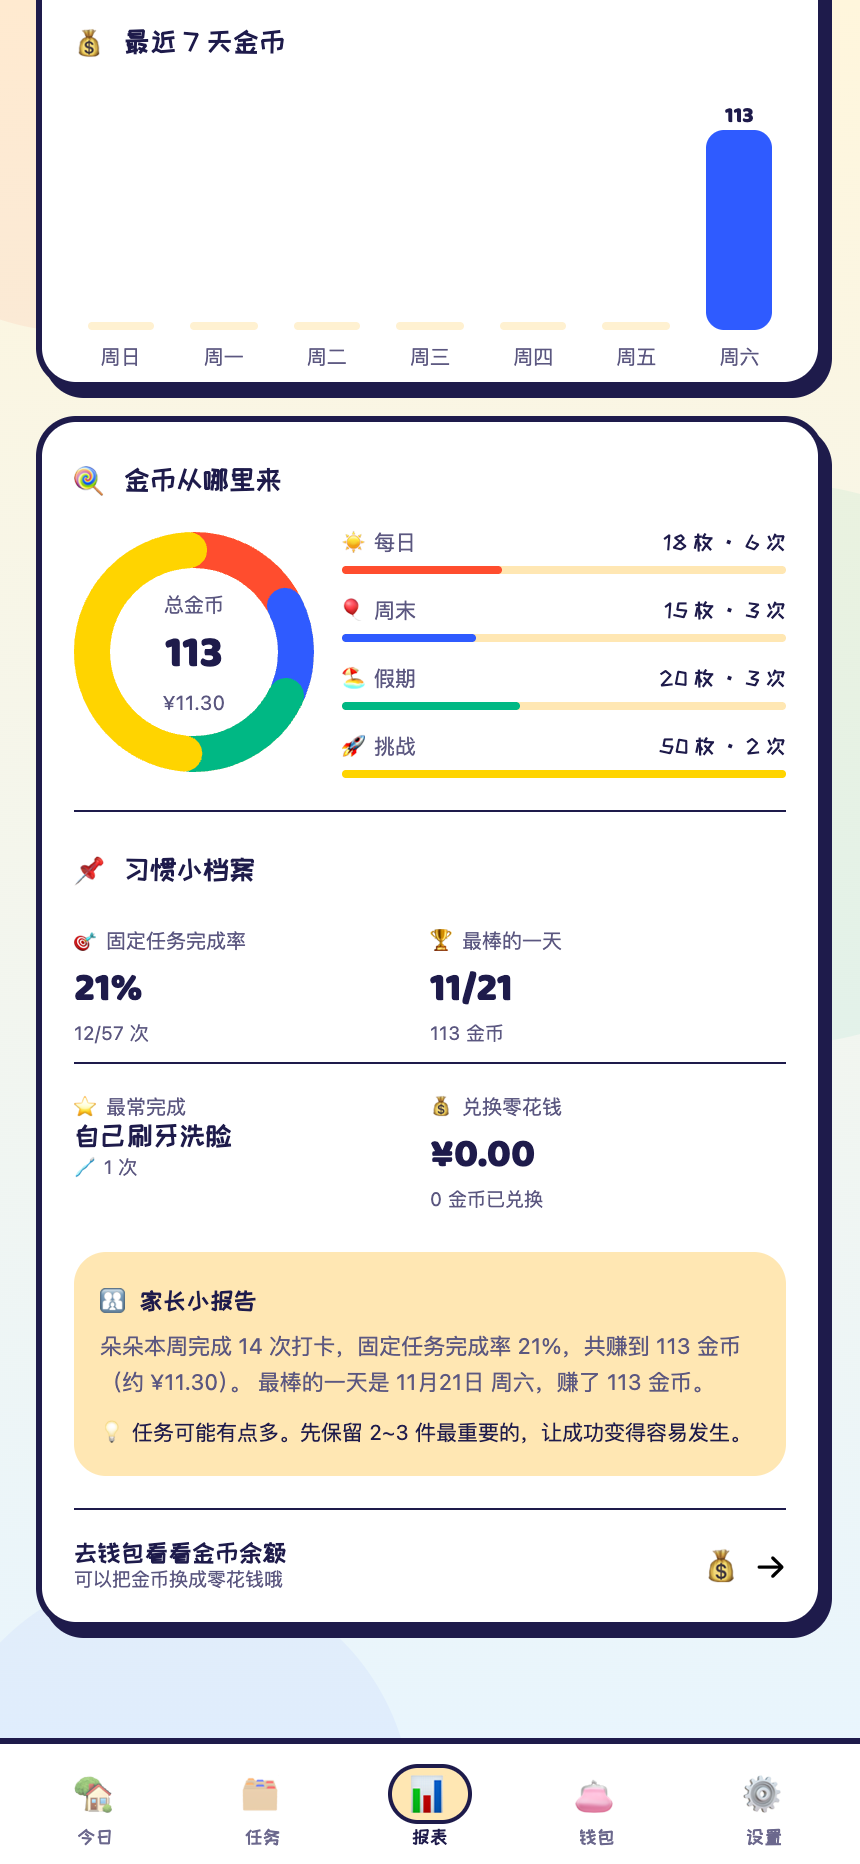 最近 7 天金币
113
周日 周一 周二 周三 周四 周五 周六
金币从哪里来
总金币
113
¥11.30
每日 18 枚 · 6 次
周末 15 枚 · 3 次
假期 20 枚 · 3 次
挑战 50 枚 · 2 次
习惯小档案
固定任务完成率 最棒的一天
21% 11/21
12/57 次 113 金币
最常完成 兑换零花钱
自己刷牙洗脸 ¥0.00
1 次 0 金币已兑换
家长小报告
朵朵本周完成 14 次打卡，固定任务完成率 21%，共赚到 113 金币
（约 ¥11.30）。 最棒的一天是 11月21日 周六，赚了 113 金币。
任务可能有点多。先保留 2~3 件最重要的，让成功变得容易发生。
去钱包看看金币余额
可以把金币换成零花钱哦
今日 任务 报表 钱包 设置